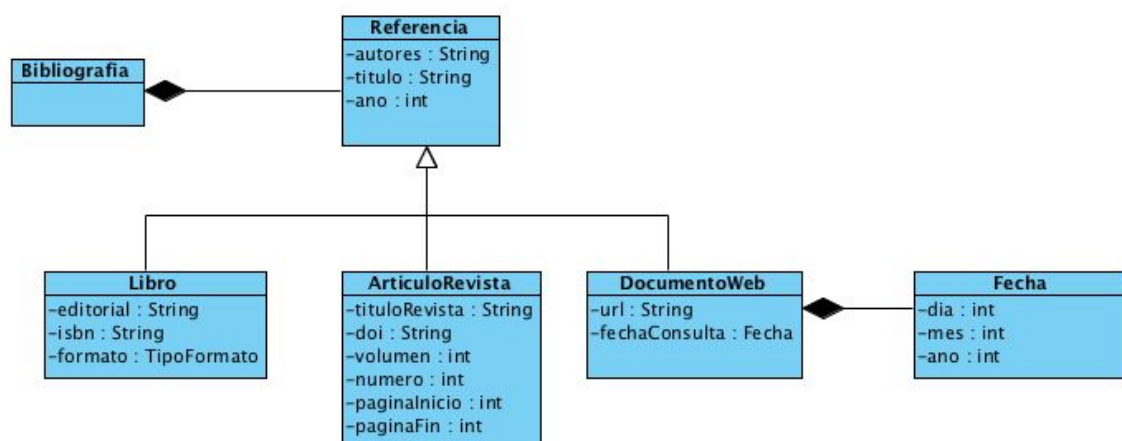 Bibliografia
Referencia
-autores : String
-titulo : String
-ano : int
Libro
-editorial : String
-isbn : String
-formato : TipoFormato
ArticuloRevista
-tituloRevista : String
-doi : String
-volumen : int
-numero : int
-paginaInicio : int
-paginaFin : int
DocumentoWeb
-url : String
-fechaConsulta : Fecha
Fecha
-dia : int
-mes : int
-ano : int